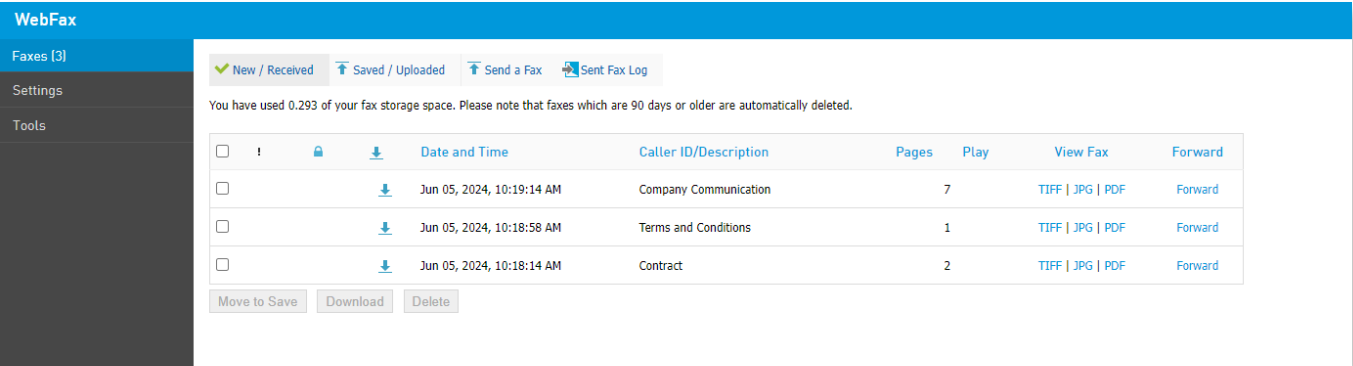 WebFax
Faxes (3)
Settings
Tools
New / Received Saved / Uploaded Send a Fax Sent Fax Log
You have used 0.293 of your fax storage space. Please note that faxes which are 90 days or older are automatically deleted.
! Date and Time Caller ID/Description Pages Play View Fax Forward
Jun 05, 2024, 10:19:14 AM Company Communication 7 TIFF | JPG | PDF Forward
Jun 05, 2024, 10:18:58 AM Terms and Conditions 1 TIFF | JPG | PDF Forward
Jun 05, 2024, 10:18:14 AM Contract 2 TIFF | JPG | PDF Forward
Move to Save Download Delete